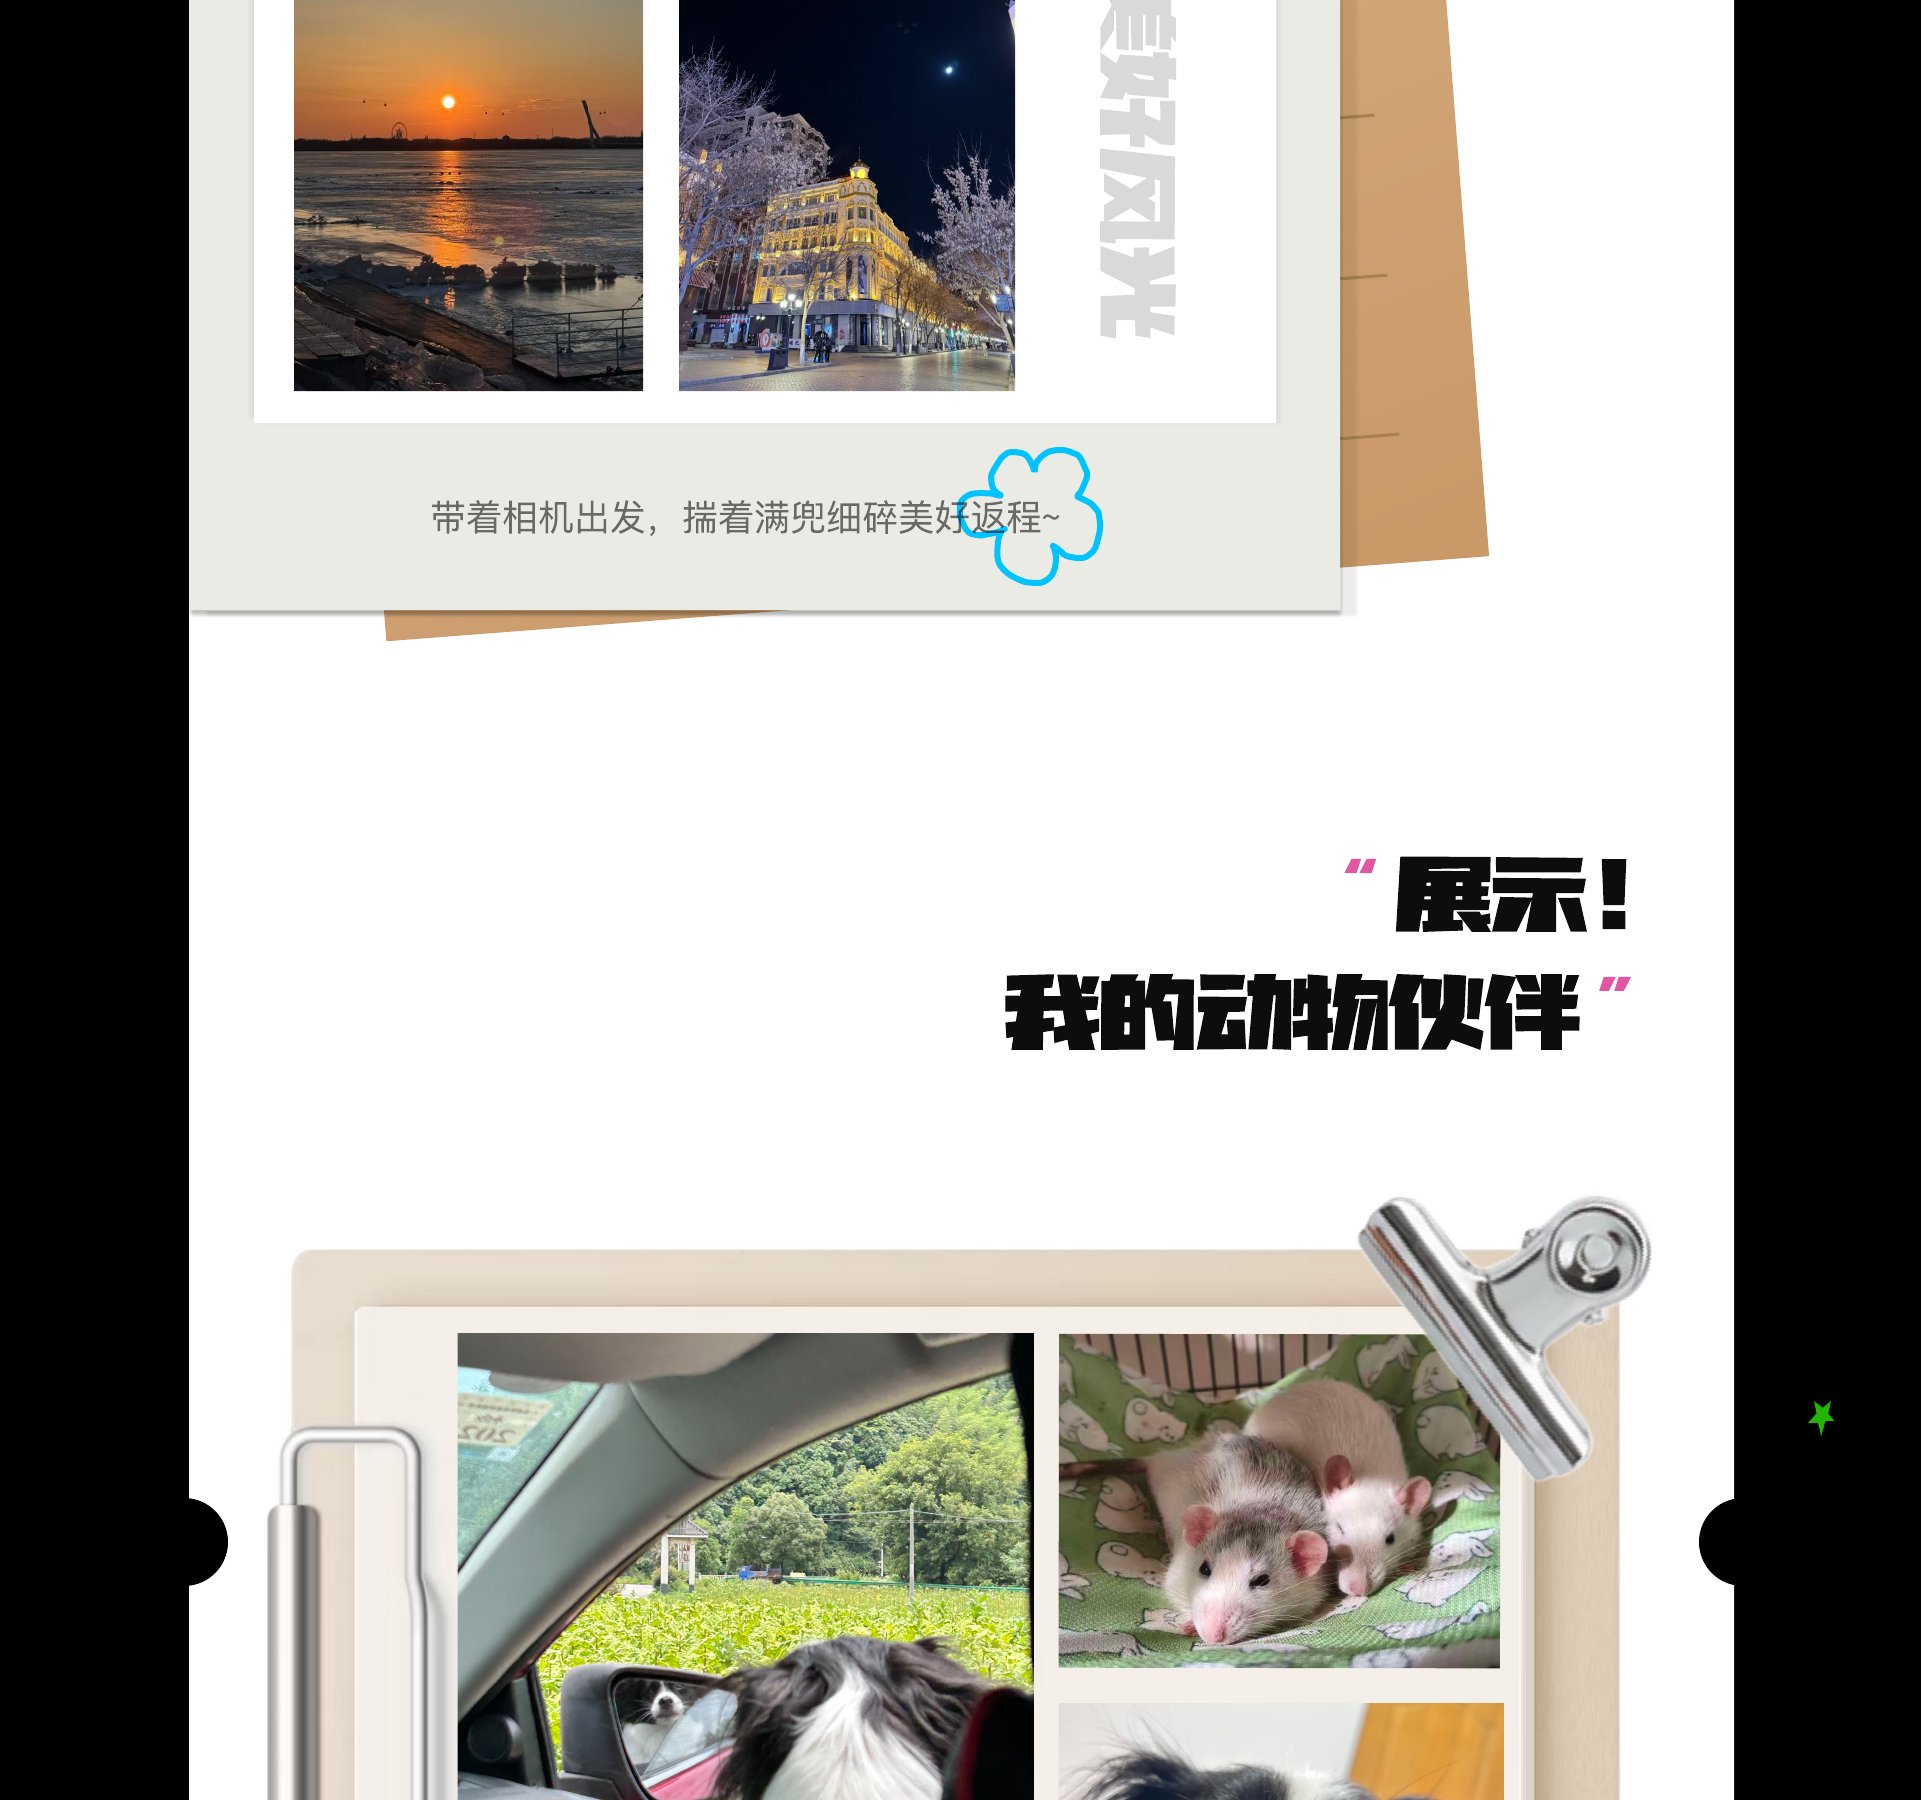 美好风光
带着相机出发，揣着满兜细碎美好返程~
“展示！
我的动物伙伴”